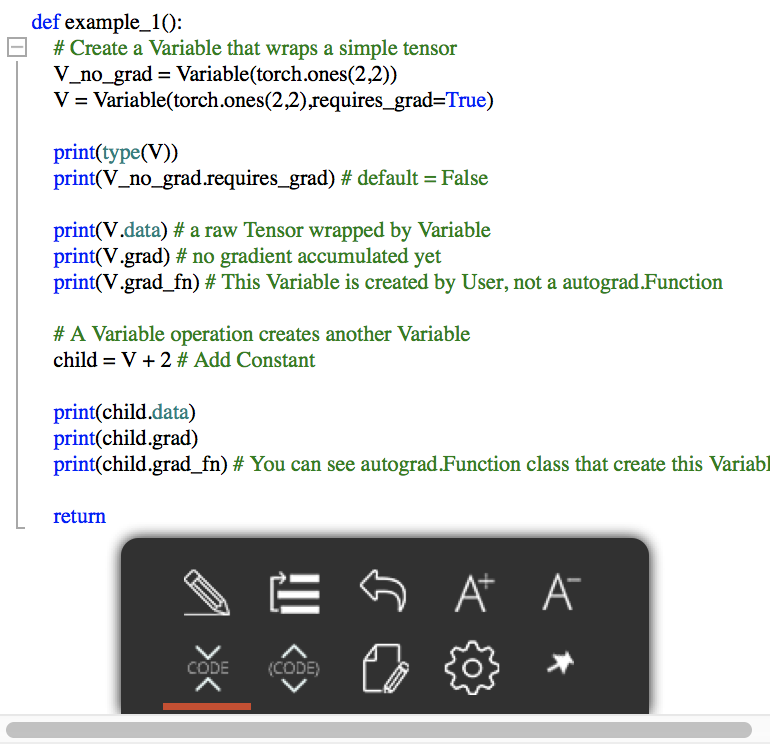 def example_1():
# Create a Variable that wraps a simple tensor
V_no_grad = Variable(torch.ones(2,2))
V = Variable(torch.ones(2,2),requires_grad=True)
print(type(V))
print(V_no_grad.requires_grad) # default = False
print(V.data) # a raw Tensor wrapped by Variable
print(V.grad) # no gradient accumulated yet
print(V.grad_fn) # This Variable is created by User, not a autograd.Function
# A Variable operation creates another Variable
child = V + 2 # Add Constant
print(child.data)
print(child.grad)
print(child.grad_fn) # You can see autograd.Function class that create this Variabl
return
A+ A-
CODE (CODE)